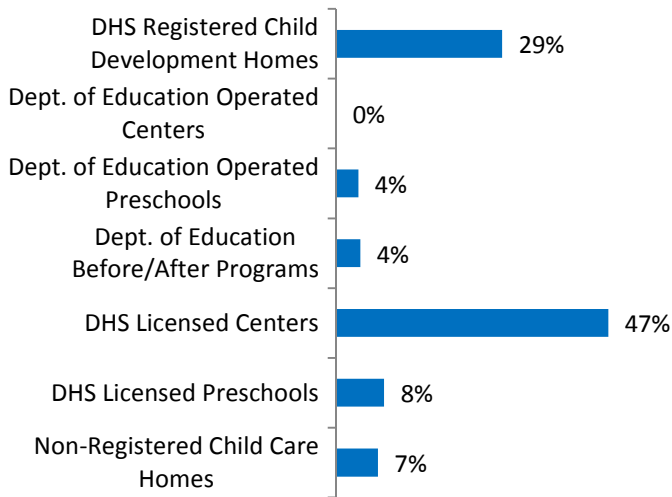 DHS Registered Child
Development Homes
29%
Dept. of Education Operated
Centers
0%
Dept. of Education Operated
Preschools
4%
Dept. of Education
Before/After Programs
4%
DHS Licensed Centers
47%
DHS Licensed Preschools
8%
Non-Registered Child Care
Homes
7%